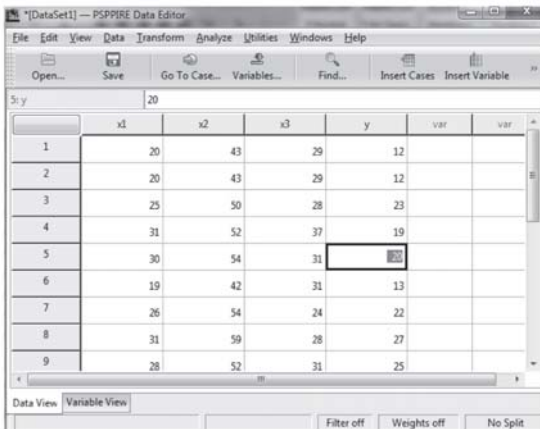 *[DataSet1] — PSPPIRE Data Editor
File Edit View Data Transform Analyze Utilities Windows Help
Open... Save Go To Case... Variables... Find... Insert Cases Insert Variable »
5: y 20
x1 x2 x3 y var var
1 20 43 29 12
2 20 43 29 12
3 25 50 28 23
4 31 52 37 19
5 30 54 31 20
6 19 42 31 13
7 26 54 24 22
8 31 59 28 27
9 28 52 31 25
Data View Variable View
Filter off Weights off No Split